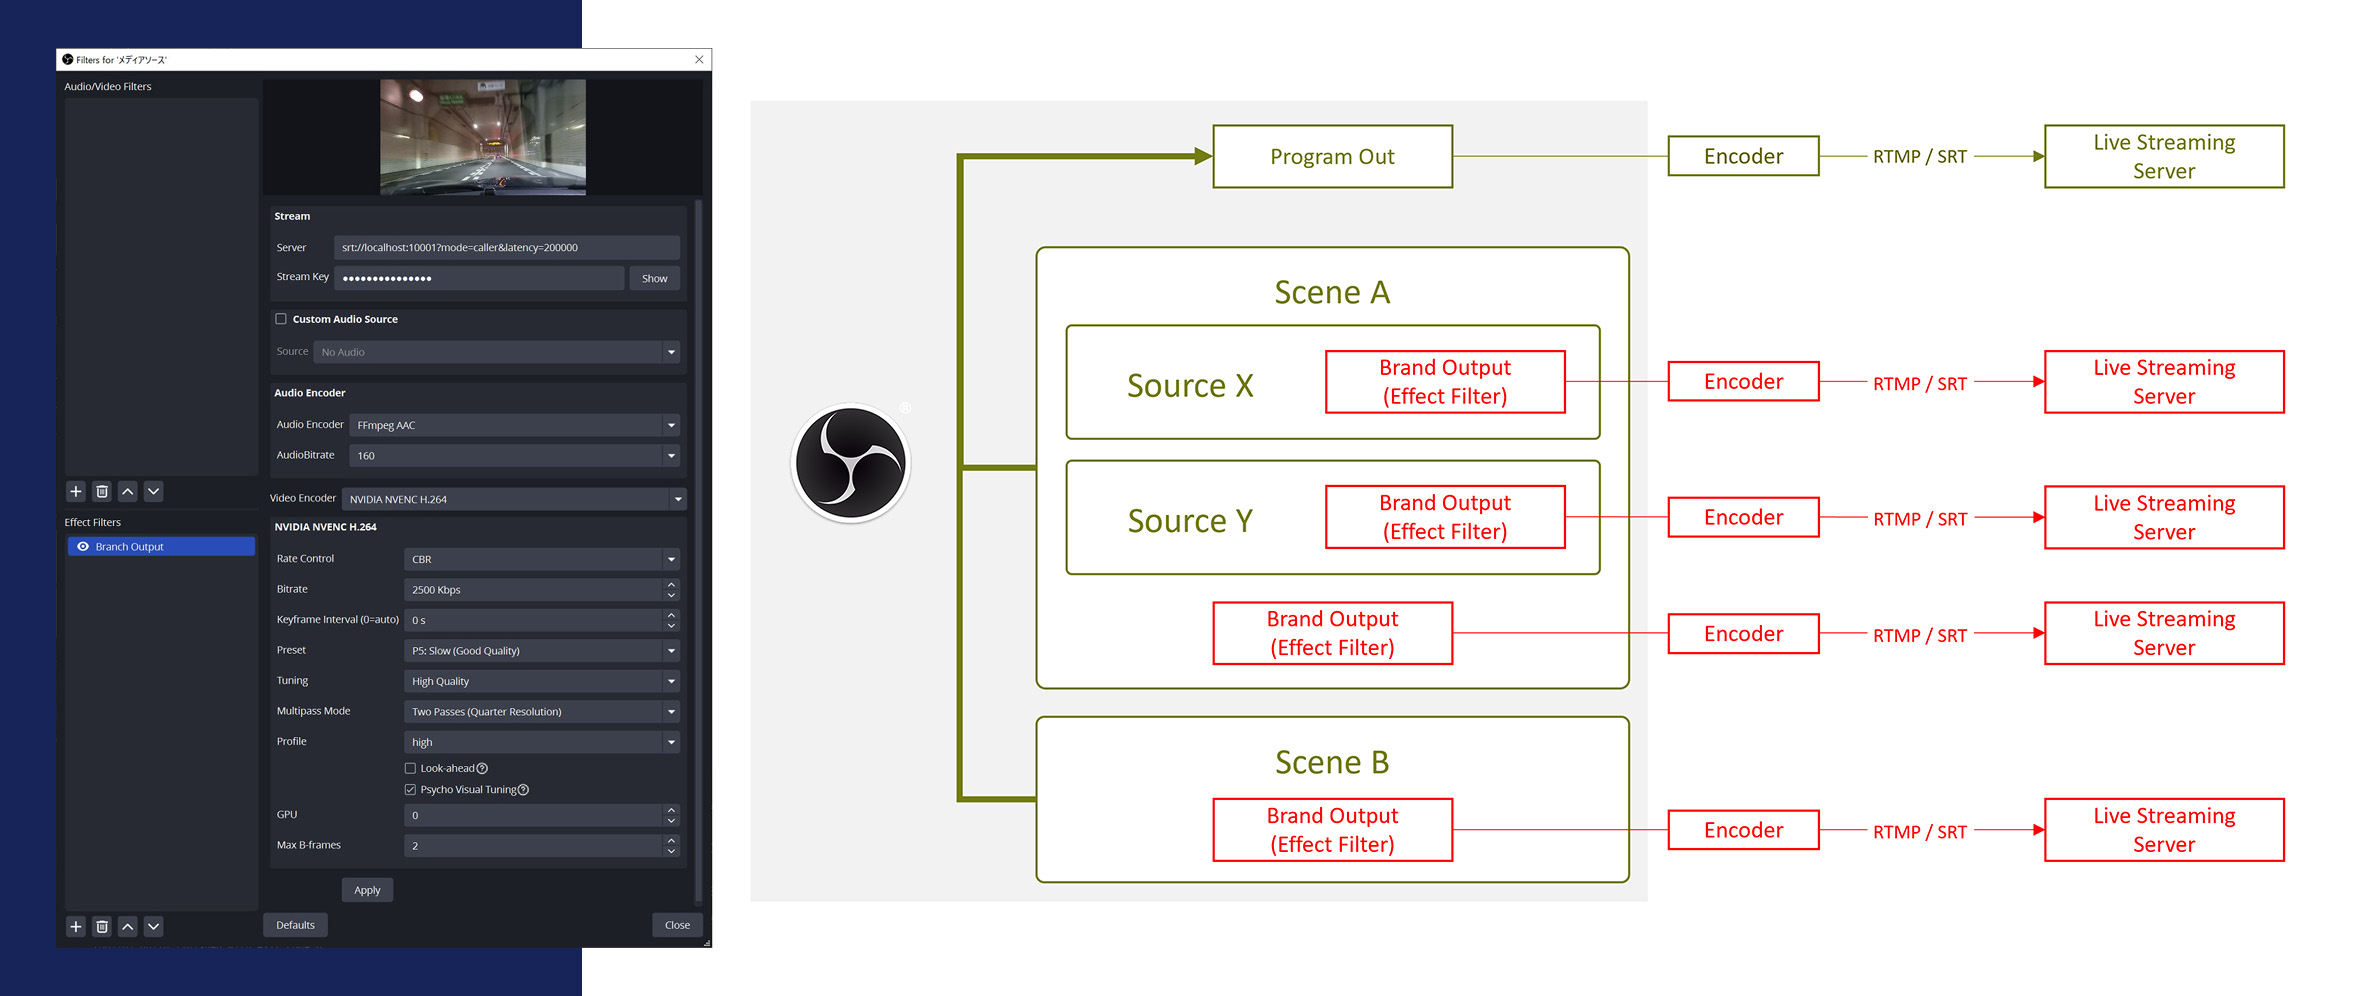 Filters for 'メディアソース'
Audio/Video Filters
Stream
Server
srt://localhost:10001?mode=caller&latency=200000
Stream Key
●●●●●●●●●●●●●●●
Show
Custom Audio Source
Source
No Audio
Audio Encoder
Audio Encoder
FFmpeg AAC
AudioBitrate
160
Video Encoder
NVIDIA NVENC H.264
NVIDIA NVENC H.264
Rate Control
CBR
Bitrate
2500 Kbps
Keyframe Interval (0=auto)
0 s
Preset
P5: Slow (Good Quality)
Tuning
High Quality
Multipass Mode
Two Passes (Quarter Resolution)
Profile
high
Look-ahead
Psycho Visual Tuning
GPU
0
Max B-frames
2
Apply
Defaults
Close
Effect Filters
Branch Output
Program Out
Encoder
RTMP / SRT
Live Streaming
Server
Scene A
Source X
Brand Output
(Effect Filter)
Encoder
RTMP / SRT
Live Streaming
Server
Source Y
Brand Output
(Effect Filter)
Encoder
RTMP / SRT
Live Streaming
Server
Brand Output
(Effect Filter)
Encoder
RTMP / SRT
Live Streaming
Server
Scene B
Brand Output
(Effect Filter)
Encoder
RTMP / SRT
Live Streaming
Server